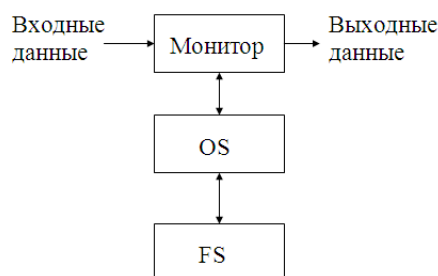 Входные
данные
Монитор
Выходные
данные
OS
FS